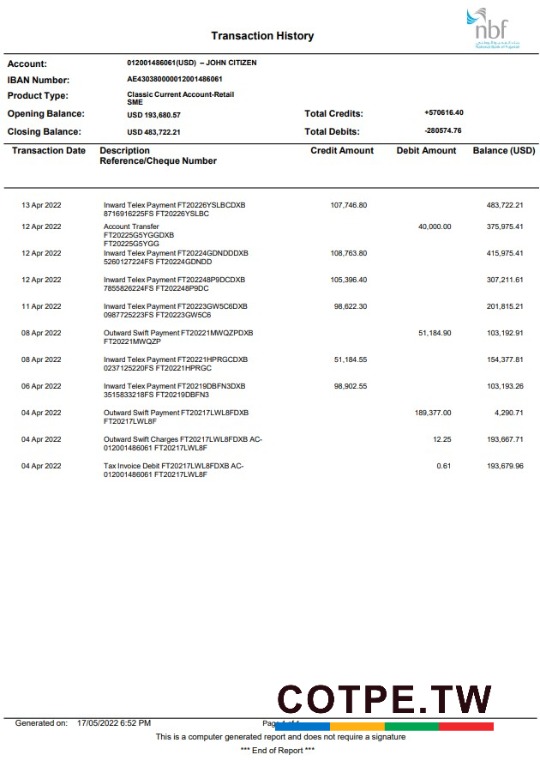 nbf
National Bank of Fujairah
Transaction History
Account: 012001486061(USD) – JOHN CITIZEN
IBAN Number: AE430380000012001486061
Product Type: Classic Current Account-Retail
SME
Opening Balance: USD 193,680.57 Total Credits: +570616.40
Closing Balance: USD 483,722.21 Total Debits: -280574.76
Transaction Date Description Credit Amount Debit Amount Balance (USD)
Reference/Cheque Number
13 Apr 2022 Inward Telex Payment FT20226YSLBCDXB 107,746.80 483,722.21
8716916225FS FT20226YSLBC
12 Apr 2022 Account Transfer 40,000.00 375,975.41
FT20225G5YGGDXB
FT20225G5YGG
12 Apr 2022 Inward Telex Payment FT20224GDNDDDXB 108,763.80 415,975.41
5260127224FS FT20224GDNDD
12 Apr 2022 Inward Telex Payment FT202248P9DCDXB 105,396.40 307,211.61
7855826224FS FT202248P9DC
11 Apr 2022 Inward Telex Payment FT20223GW5C6DXB 98,622.30 201,815.21
0987725223FS FT20223GW5C6
08 Apr 2022 Outward Swift Payment FT20221MWQZPDXB 51,184.90 103,192.91
FT20221MWQZP
08 Apr 2022 Inward Telex Payment FT20221HPRGCDXB 51,184.55 154,377.81
0237125220FS FT20221HPRGC
06 Apr 2022 Inward Telex Payment FT20219DBFN3DXB 98,902.55 103,193.26
3515833218FS FT20219DBFN3
04 Apr 2022 Outward Swift Payment FT20217LWL8FDXB 189,377.00 4,290.71
FT20217LWL8F
04 Apr 2022 Outward Swift Charges FT20217LWL8FDXB AC- 12.25 193,667.71
012001486061 FT20217LWL8F
04 Apr 2022 Tax Invoice Debit FT20217LWL8FDXB AC- 0.61 193,679.96
012001486061 FT20217LWL8F
COTPE.TW
Generated on: 17/05/2022 6:52 PM
This is a computer generated report and does not require a signature
*** End of Report ***